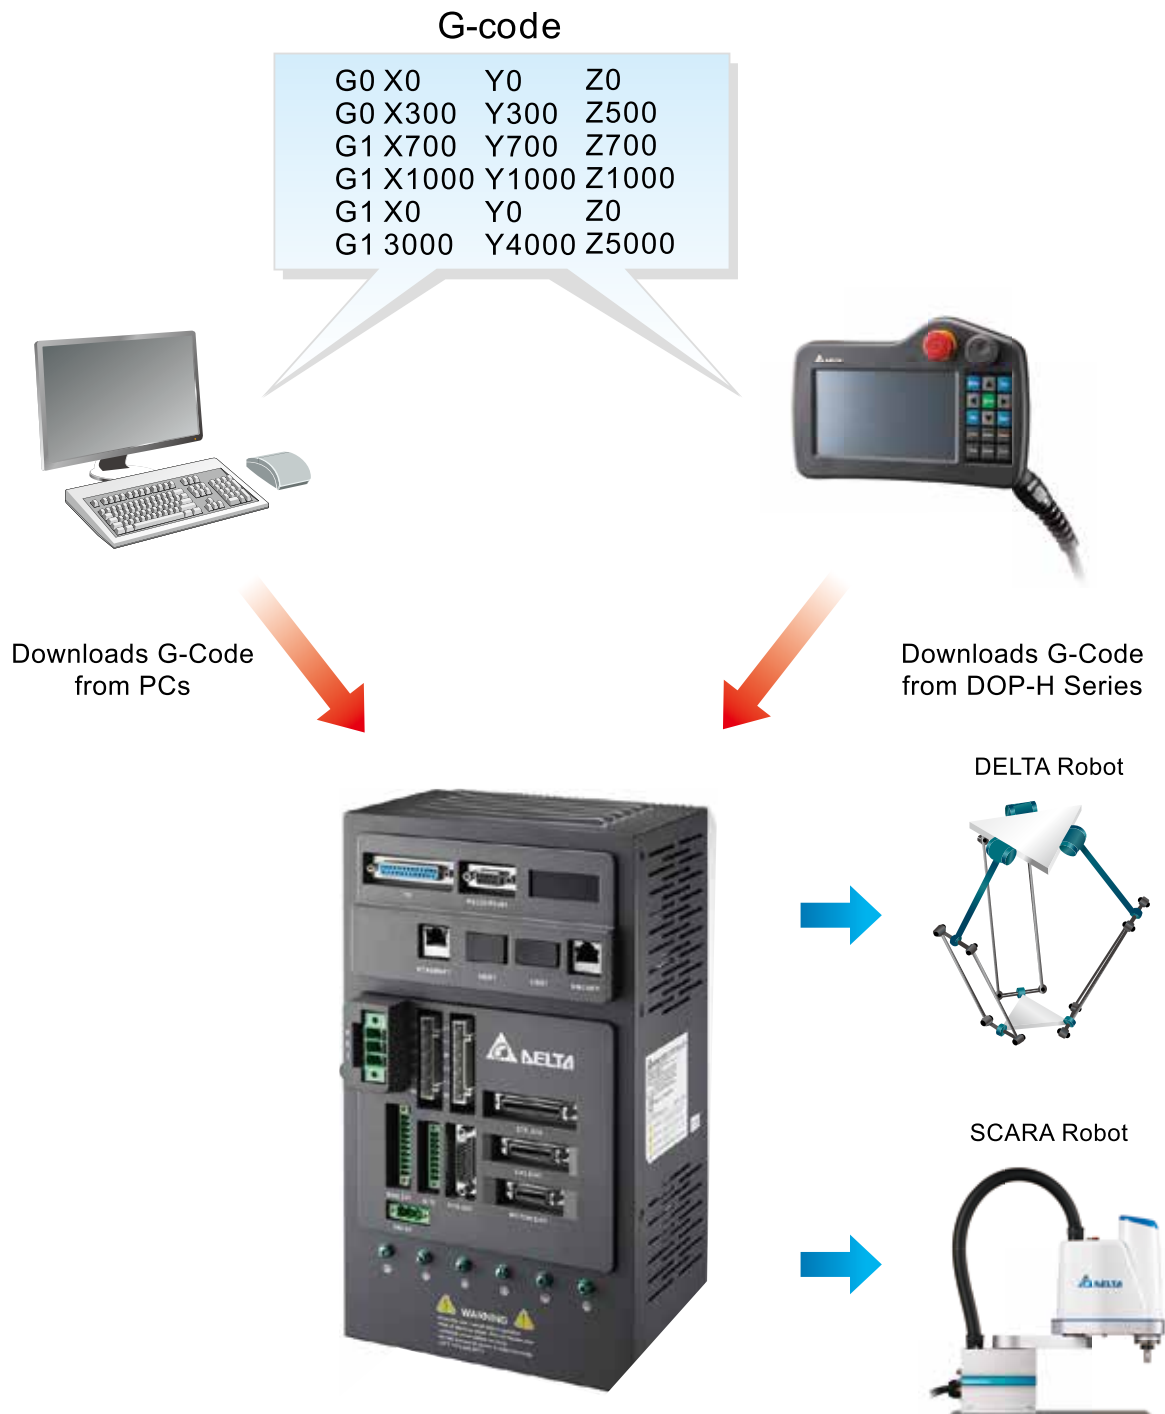 G-code
G0 X0 Y0 Z0
G0 X300 Y300 Z500
G1 X700 Y700 Z700
G1 X1000 Y1000 Z1000
G1 X0 Y0 Z0
G1 3000 Y4000 Z5000
Downloads G-Code
from PCs
Downloads G-Code
from DOP-H Series
DELTA Robot
DELTA
SCARA Robot
WARNING
DELTA